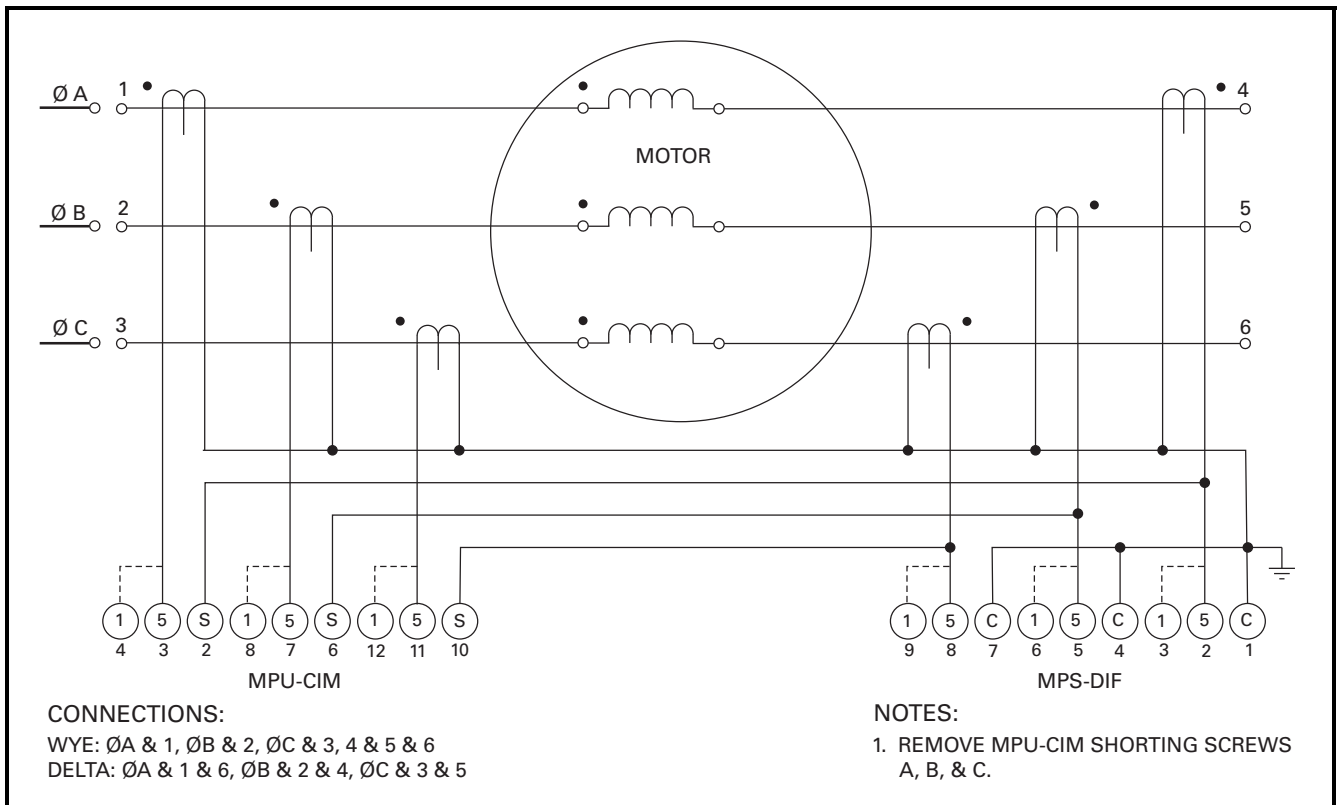 Ø A 1 4
MOTOR
Ø B 2 5
Ø C 3 6
1 5 S 1 5 S 1 5 S 1 5 C 1 5 C 1 5 C
4 3 2 8 7 6 12 11 10 9 8 7 6 5 4 3 2 1
MPU-CIM MPS-DIF
CONNECTIONS:
WYE: ØA & 1, ØB & 2, ØC & 3, 4 & 5 & 6
DELTA: ØA & 1 & 6, ØB & 2 & 4, ØC & 3 & 5
NOTES:
1. REMOVE MPU-CIM SHORTING SCREWS
A, B, & C.